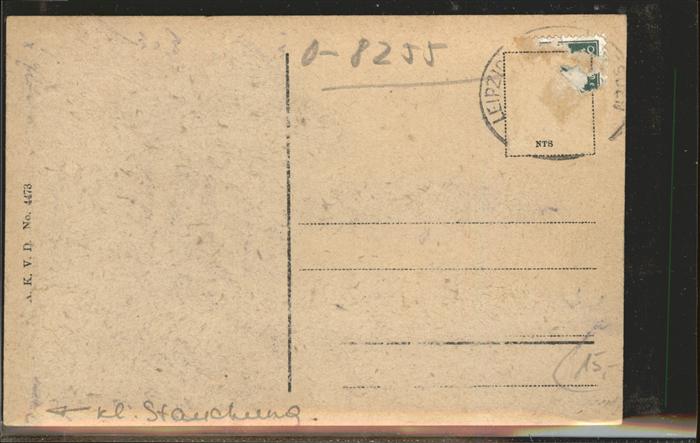 0-8255
LEIPZIG
NTS
A. K. V. D. No. 4473
15,-
← kl. Stauchung.